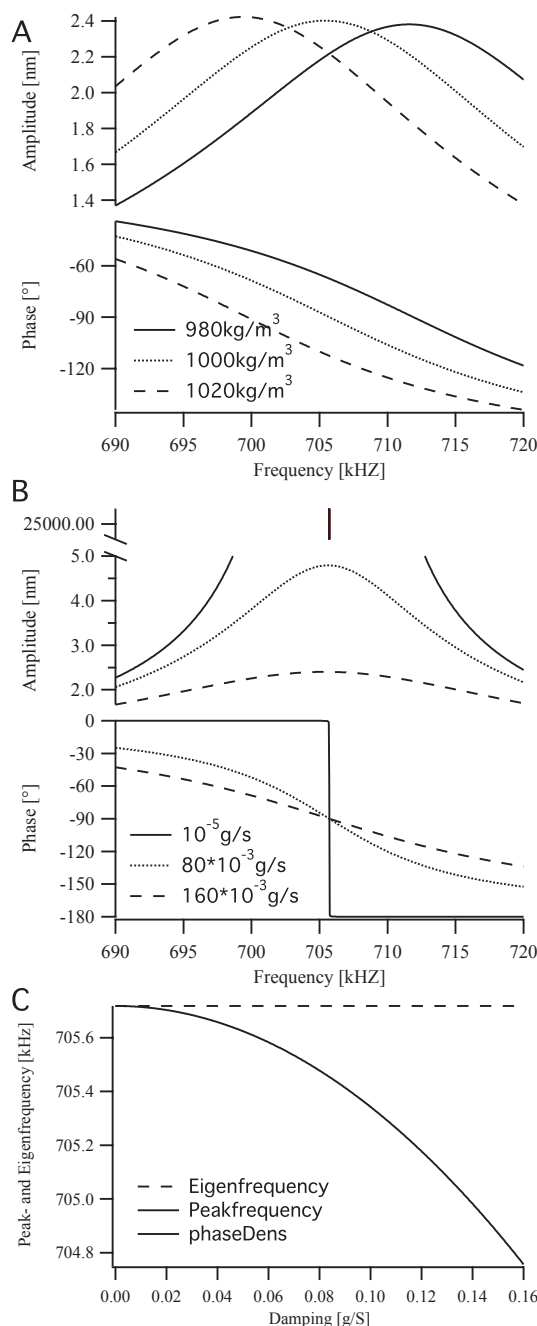 A
2.4
2.2
2.0
1.8
1.6
1.4
Amplitude [nm]
-60
-90
-120
Phase [°]
980kg/m³
1000kg/m³
1020kg/m³
690 695 700 705 710 715 720
Frequency [kHZ]
B
25000.00
5.0
4.0
3.0
2.0
Amplitude [nm]
0
-30
-60
-90
-120
-150
-180
Phase [°]
10⁻⁵g/s
80*10⁻³g/s
160*10⁻³g/s
690 695 700 705 710 715 720
Frequency [kHZ]
C
705.6
705.4
705.2
705.0
704.8
Peak- and Eigenfrequency [kHz]
Eigenfrequency
Peakfrequency
phaseDens
0.00 0.02 0.04 0.06 0.08 0.10 0.12 0.14 0.16
Damping [g/S]